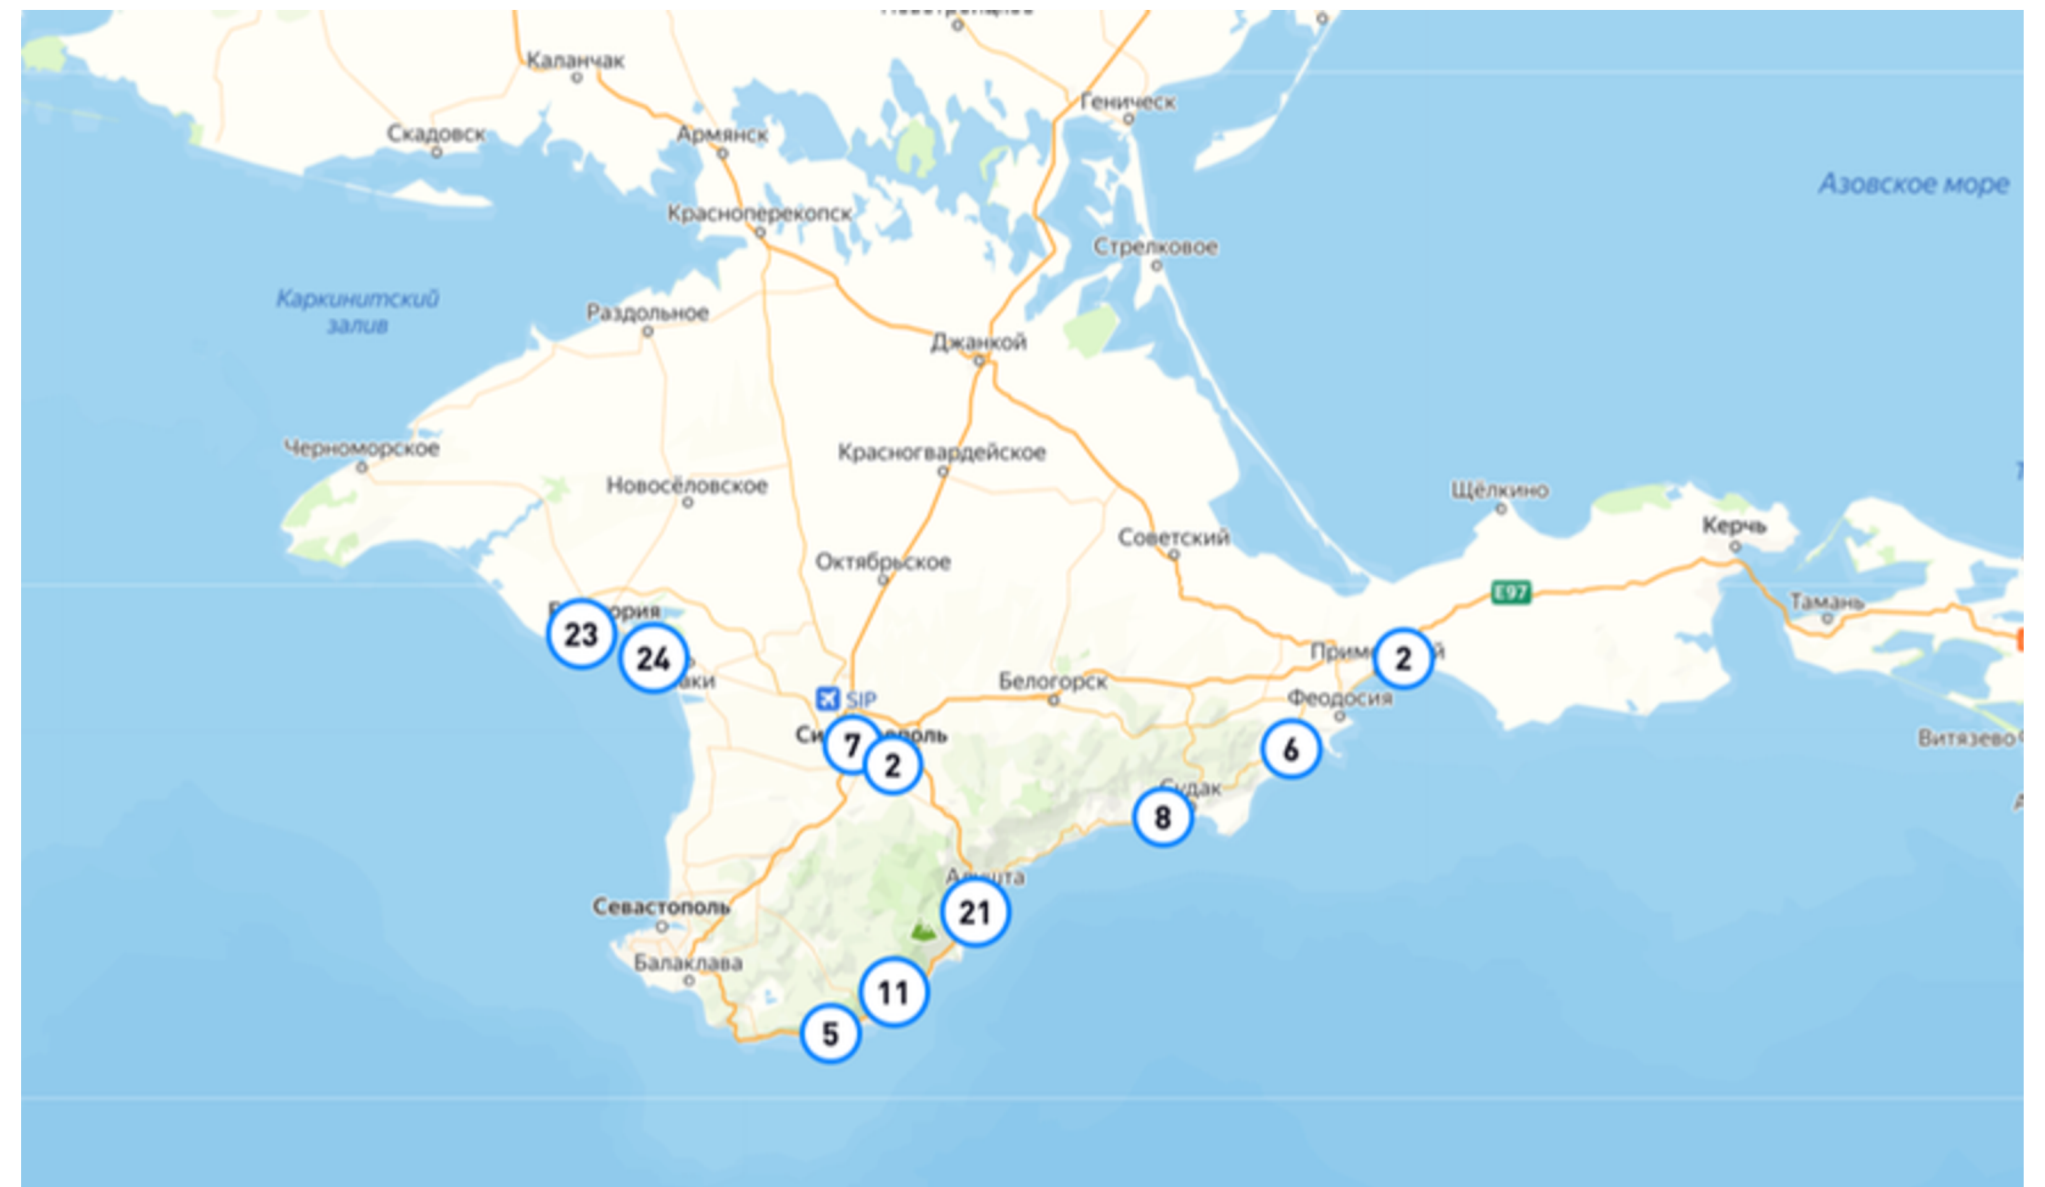 Каланчак
Геническ
Скадовск
Армянск
Азовское море
Красноперекопск
Стрелковое
Каркинитский
залив
Раздольное
Джанкой
Черноморское
Красногвардейское
Новосёловское
Щёлкино
Керчь
Советский
Октябрьское
E97
Тамань
23
24
2
Белогорск
SIP
Феодосия
7
2
6
Витязево
8
21
Севастополь
Балаклава
11
5